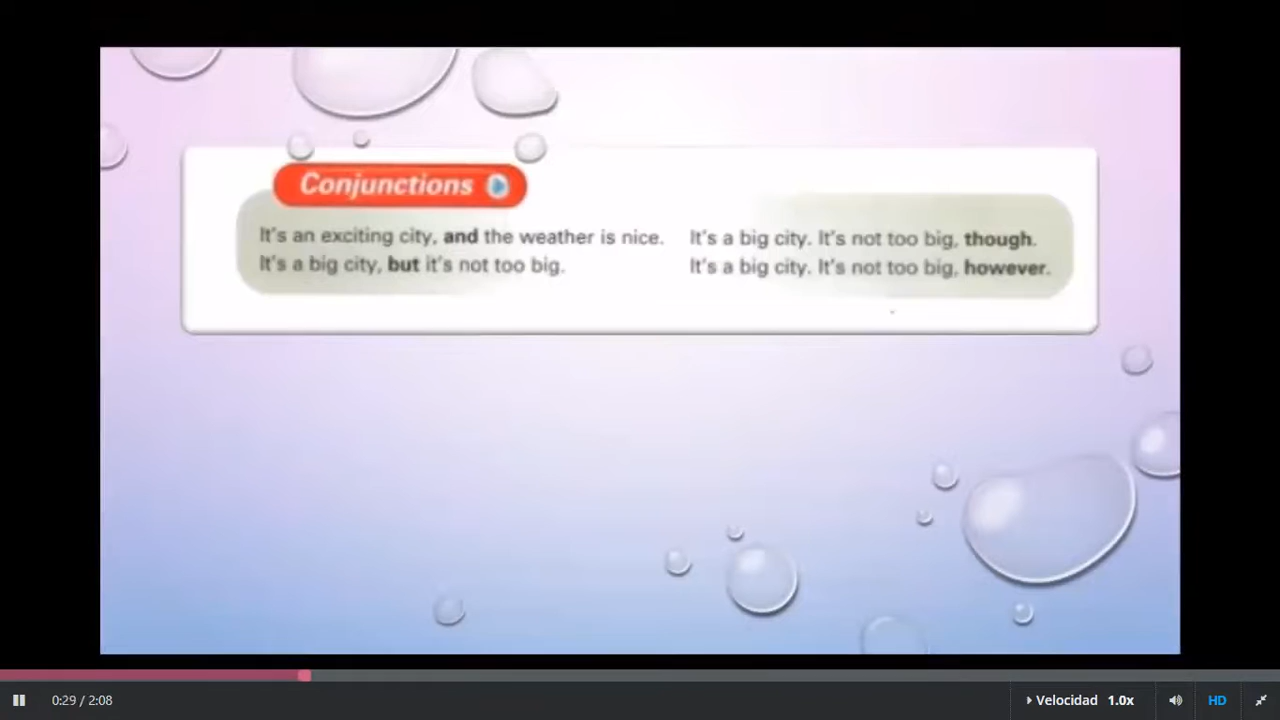 Conjunctions
It's an exciting city, and the weather is nice.
It's a big city, but it's not too big.
It's a big city. It's not too big, though.
It's a big city. It's not too big, however.
0:29 / 2:08
Velocidad 1.0x
HD